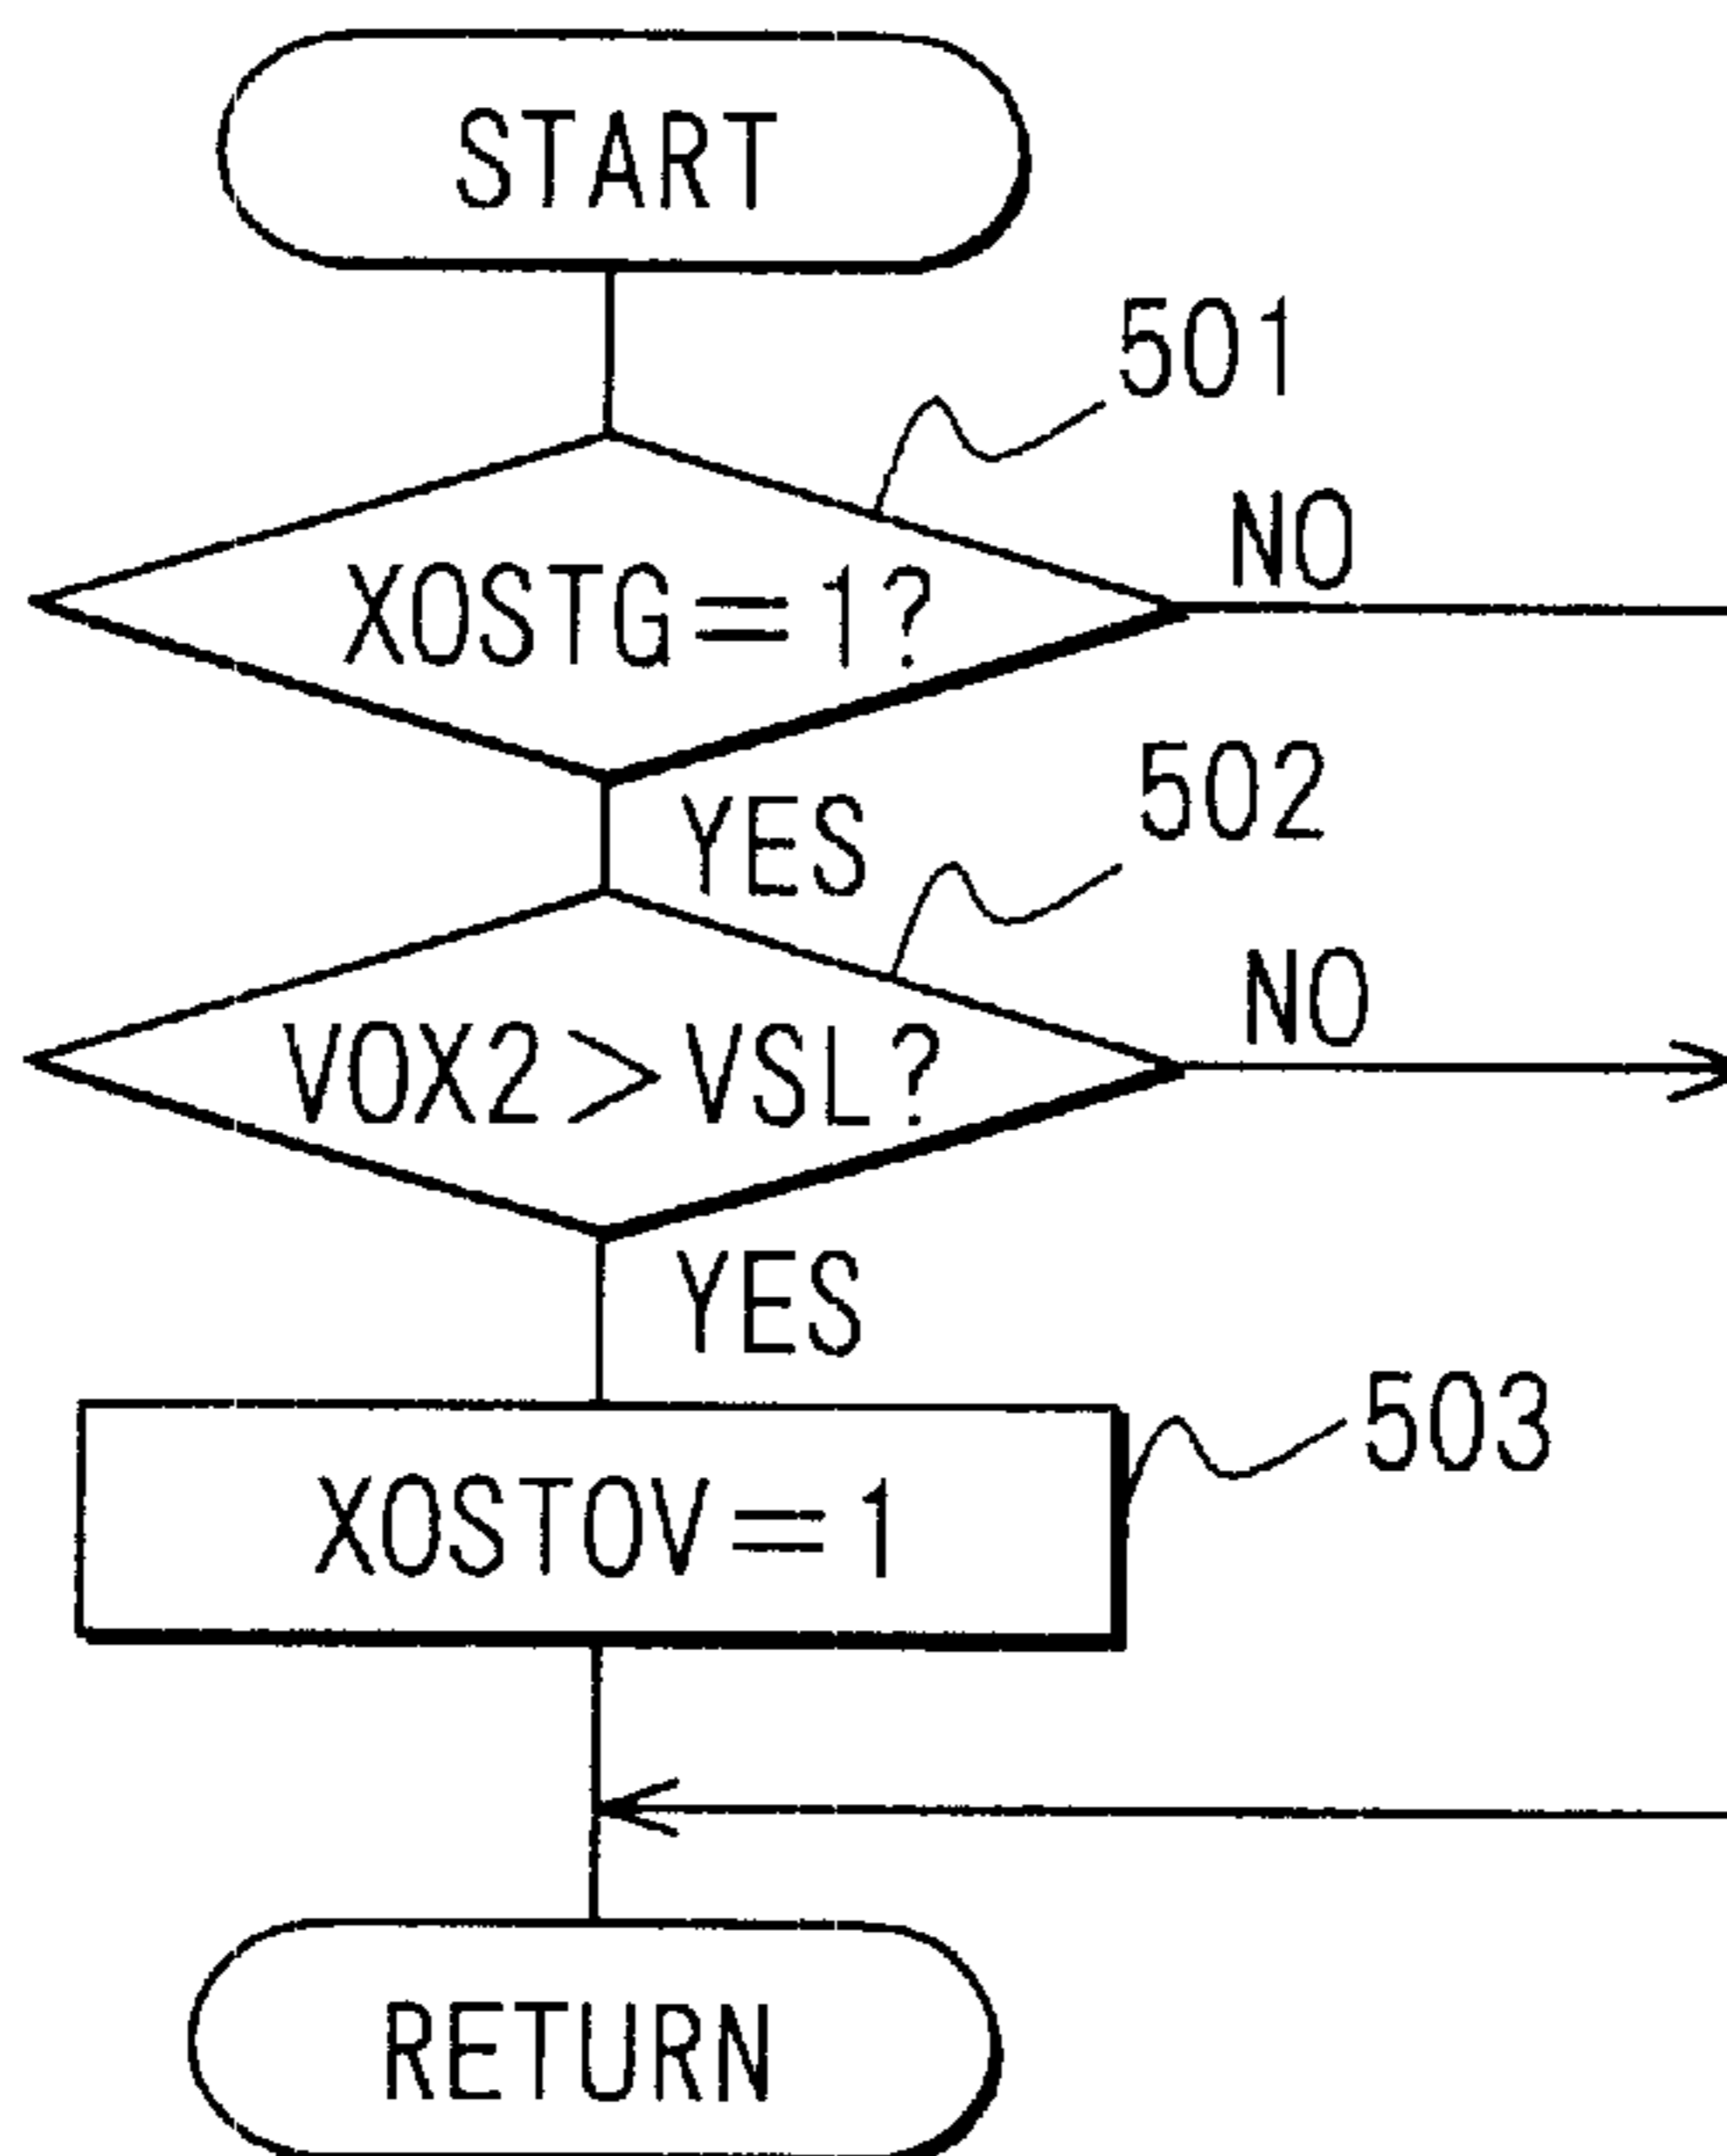 START
501
NO
XOSTG=1?
502
YES
NO
VOX2>VSL?
YES
503
XOSTOV=1
RETURN